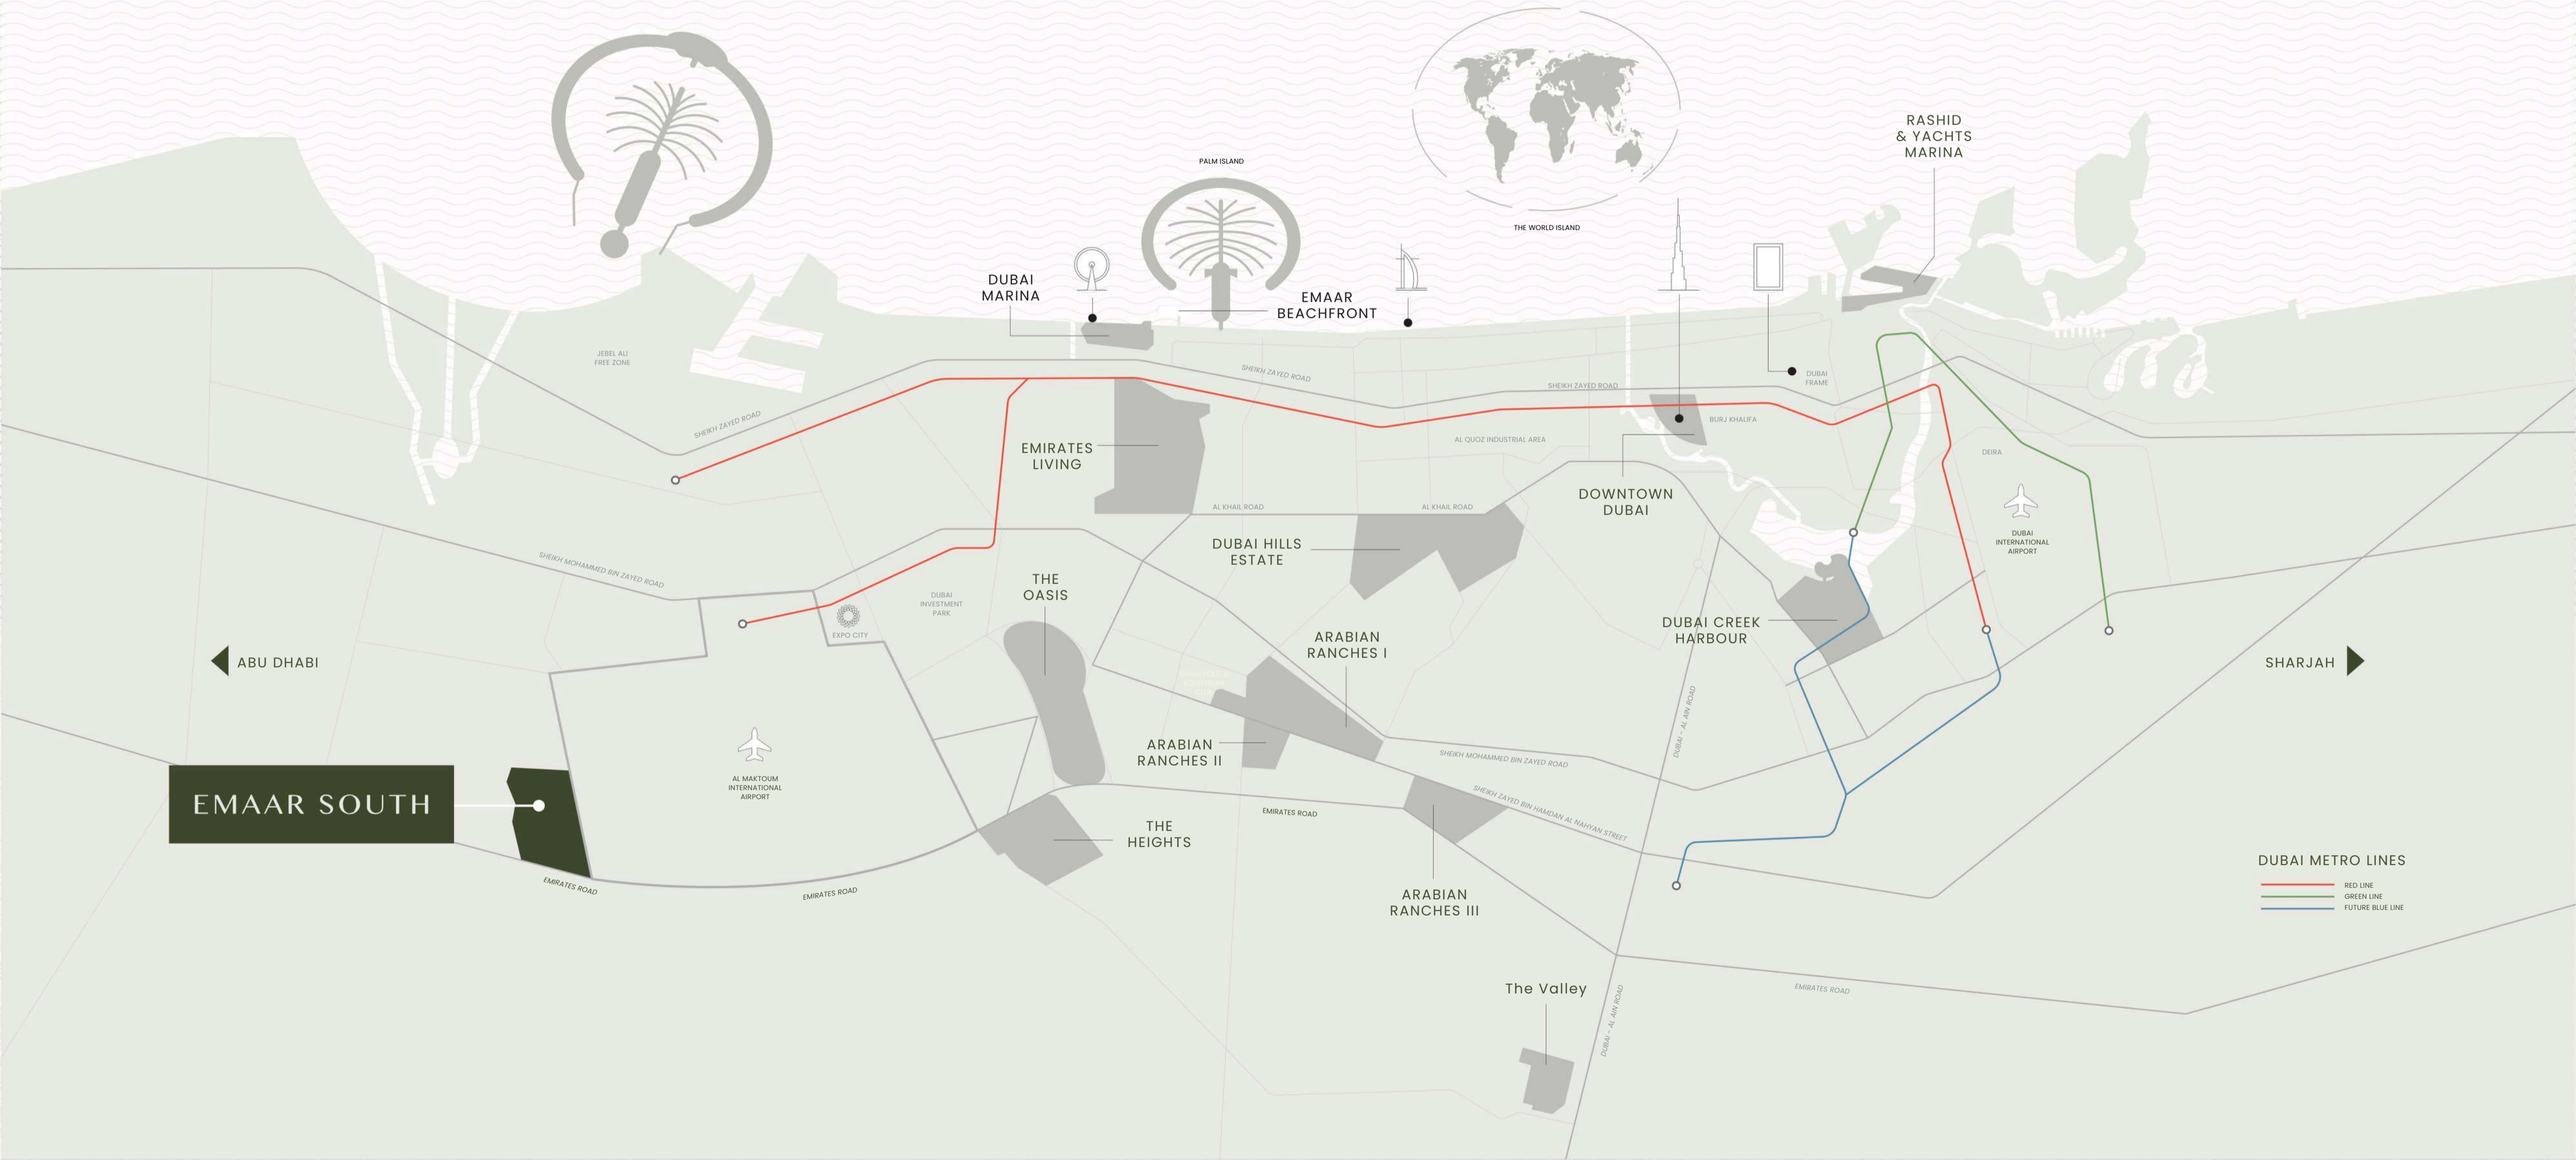 RASHID
& YACHTS
MARINA
PALM ISLAND
THE WORLD ISLAND
DUBAI
MARINA
EMAAR
BEACHFRONT
JEBEL ALI
FREE ZONE
SHEIKH ZAYED ROAD
SHEIKH ZAYED ROAD
SHEIKH ZAYED ROAD
DUBAI
FRAME
BURJ KHALIFA
EMIRATES
LIVING
AL QUOZ INDUSTRIAL AREA
DEIRA
DOWNTOWN
DUBAI
AL KHAIL ROAD
AL KHAIL ROAD
DUBAI
INTERNATIONAL
AIRPORT
DUBAI HILLS
ESTATE
SHEIKH MOHAMMED BIN ZAYED ROAD
THE
OASIS
DUBAI
INVESTMENT
PARK
EXPO CITY
DUBAI CREEK
HARBOUR
ARABIAN
RANCHES I
ABU DHABI
SHARJAH
DUBAI - AL AIN ROAD
ARABIAN
RANCHES II
SHEIKH MOHAMMED BIN ZAYED ROAD
AL MAKTOUM
INTERNATIONAL
AIRPORT
EMAAR SOUTH
SHEIKH ZAYED BIN HAMDAN AL NAHYAN STREET
EMIRATES ROAD
THE
HEIGHTS
EMIRATES ROAD
EMIRATES ROAD
ARABIAN
RANCHES III
DUBAI METRO LINES
RED LINE
GREEN LINE
FUTURE BLUE LINE
The Valley
EMIRATES ROAD
DUBAI - AL AIN ROAD